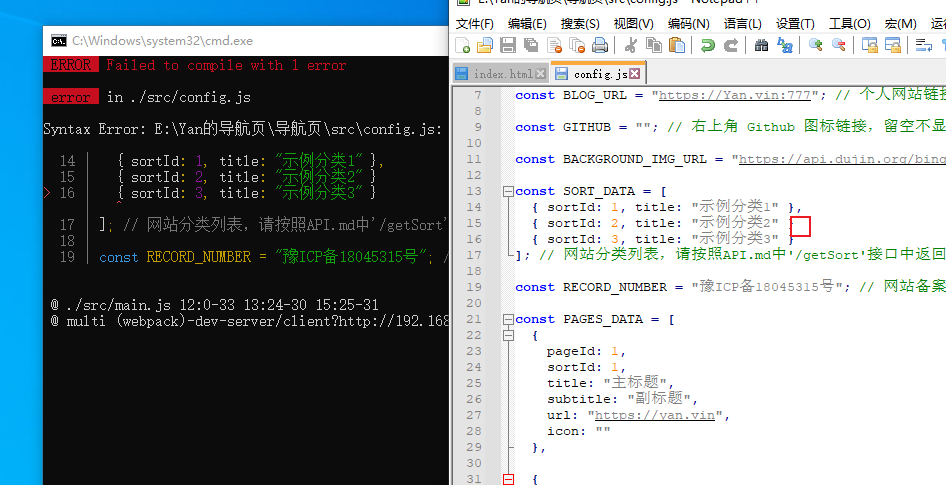 C:\Windows\system32\cmd.exe
ERROR Failed to compile with 1 error
error in ./src/config.js
Syntax Error: E:\Yan的导航页\导航页\src\config.js:
14 | { sortId: 1, title: "示例分类1" },
15 | { sortId: 2, title: "示例分类2" }
> 16 | { sortId: 3, title: "示例分类3" }
^
17 | ]; // 网站分类列表，请按照API.md中'/getSort'
18 |
19 | const RECORD_NUMBER = "豫ICP备18045315号"; /
@ ./src/main.js 12:0-33 13:24-30 15:25-31
@ multi (webpack)-dev-server/client?http://192.168
文件(F) 编辑(E) 搜索(S) 视图(V) 编码(N) 语言(L) 设置(T) 工具(O) 宏(M) 运行
index.html config.js
7 const BLOG_URL = "https://Yan.vin:777"; // 个人网站链接
8
9 const GITHUB = ""; // 右上角 Github 图标链接，留空不显
10
11 const BACKGROUND_IMG_URL = "https://api.dujin.org/bing
12
13 const SORT_DATA = [
14 { sortId: 1, title: "示例分类1" },
15 { sortId: 2, title: "示例分类2" }
16 { sortId: 3, title: "示例分类3" }
17 ]; // 网站分类列表，请按照API.md中'/getSort'接口中返回
18
19 const RECORD_NUMBER = "豫ICP备18045315号"; // 网站备案
20
21 const PAGES_DATA = [
22 {
23 pageId: 1,
24 sortId: 1,
25 title: "主标题",
26 subtitle: "副标题",
27 url: "https://yan.vin",
28 icon: ""
29 },
30
31 {